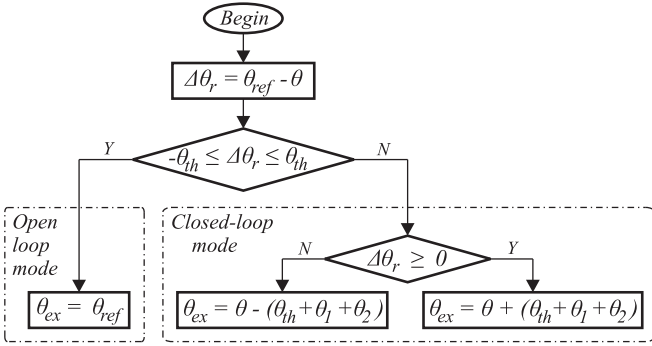 Begin
Δθr = θref - θ
-θth ≤ Δθr ≤ θth
Y
N
Open
loop
mode
Closed-loop
mode
Δθr ≥ 0
N
Y
θex = θref
θex = θ - (θth+θ1+θ2)
θex = θ + (θth+θ1+θ2)